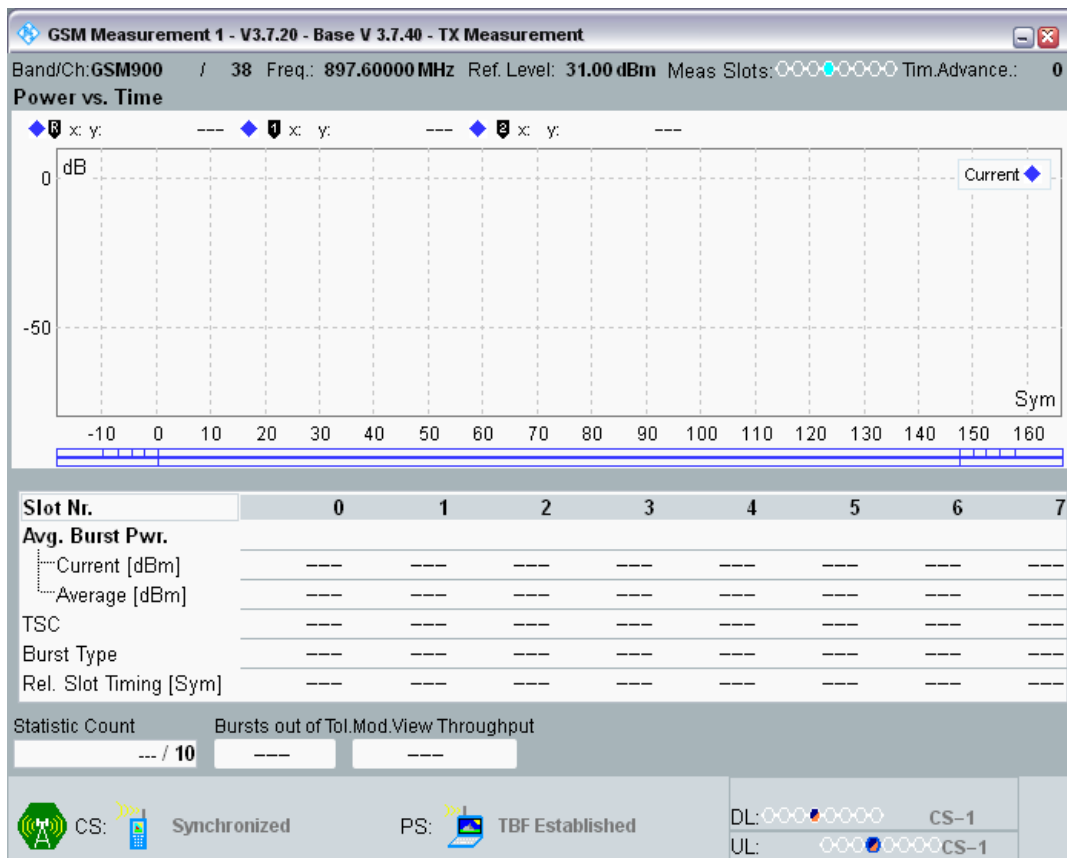 GSM Measurement 1 - V3.7.20 - Base V 3.7.40 - TX Measurement
Band/Ch:GSM900 / 38 Freq.: 897.60000 MHz Ref. Level: 31.00 dBm Meas Slots: Tim.Advance.: 0
Power vs. Time
R x: y: --- 1 x: y: --- 2 x: y: ---
dB
Current
0
-50
Sym
-10 0 10 20 30 40 50 60 70 80 90 100 110 120 130 140 150 160
Slot Nr. 0 1 2 3 4 5 6 7
Avg. Burst Pwr.
Current [dBm] --- --- --- --- --- --- --- ---
Average [dBm] --- --- --- --- --- --- --- ---
TSC --- --- --- --- --- --- --- ---
Burst Type --- --- --- --- --- --- --- ---
Rel. Slot Timing [Sym] --- --- --- --- --- --- --- ---
Statistic Count Bursts out of Tol. Mod.View Throughput
--- / 10 --- ---
CS: Synchronized PS: TBF Established DL: CS-1
UL: CS-1